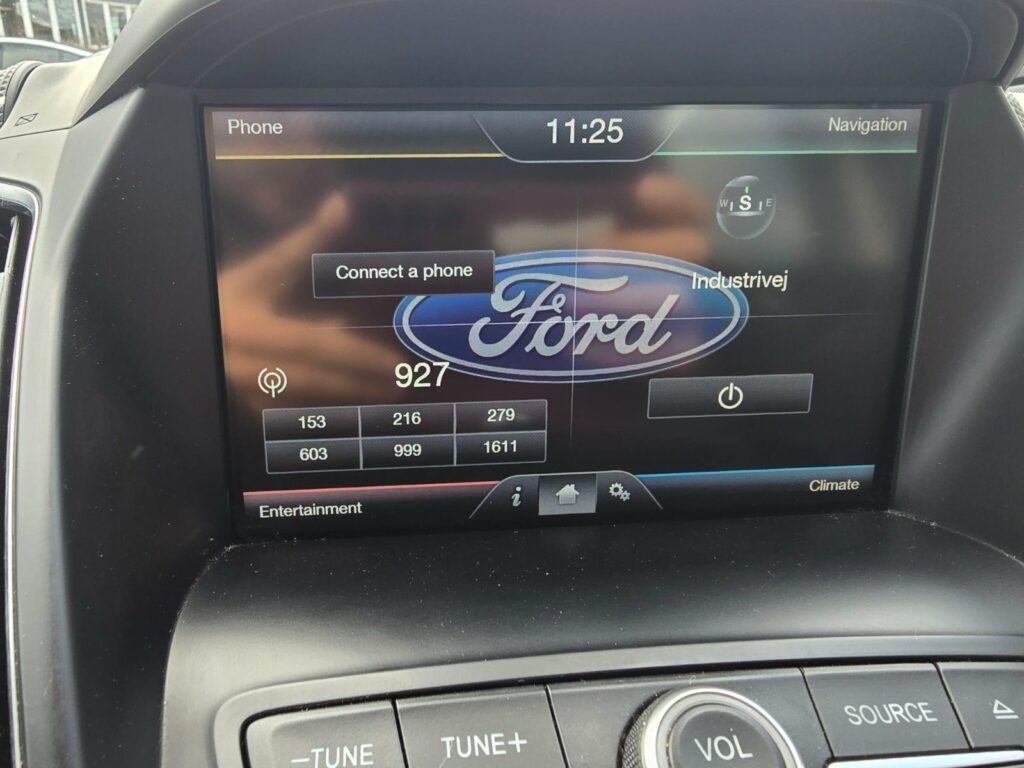 Phone
11:25
Navigation
W S E
Connect a phone
Ford
Industrivej
927
153 216 279
603 999 1611
Entertainment
i
Climate
–TUNE
TUNE+
VOL
SOURCE